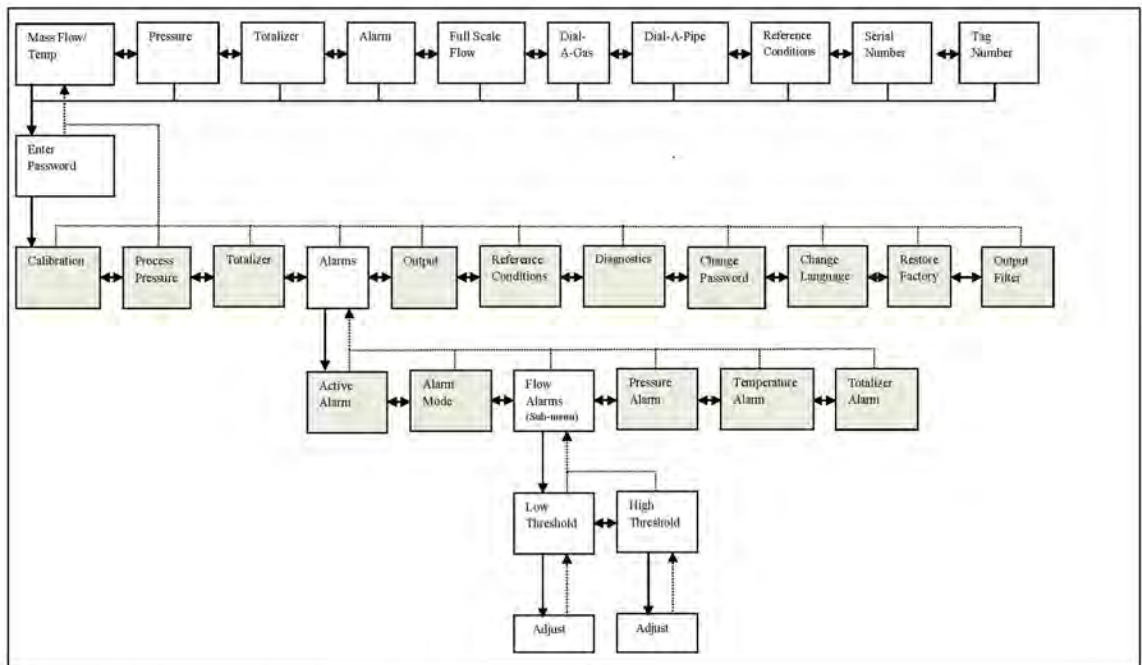 Mass Flow/
Temp
Pressure
Totalizer
Alarm
Full Scale
Flow
Dial-
A-Gas
Dial-A-Pipe
Reference
Conditions
Serial
Number
Tag
Number
Enter
Password
Calibration
Process
Pressure
Totalizer
Alarms
Output
Reference
Conditions
Diagnostics
Change
Password
Change
Language
Restore
Factory
Output
Filter
Active
Alarm
Alarm
Mode
Flow
Alarms
(Sub-menu)
Pressure
Alarm
Temperature
Alarm
Totalizer
Alarm
Low
Threshold
High
Threshold
Adjust
Adjust